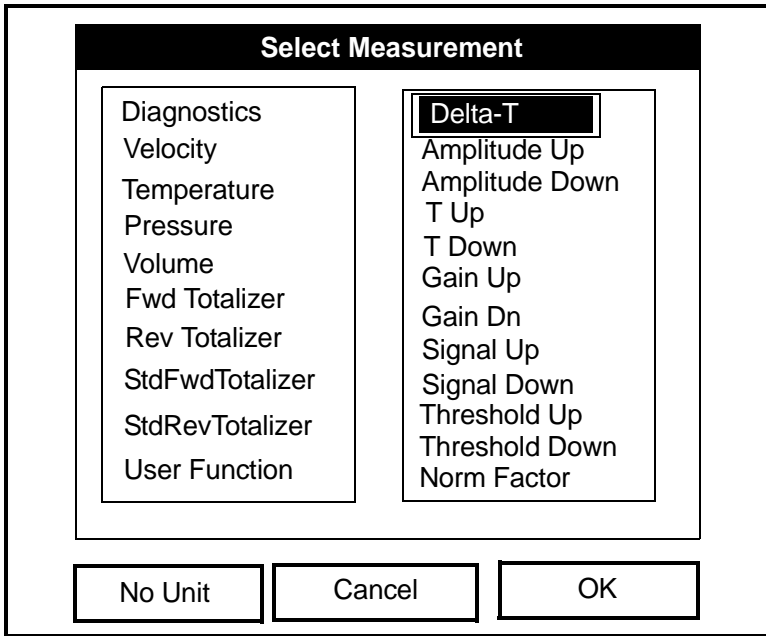 Select Measurement
Diagnostics
Velocity
Temperature
Pressure
Volume
Fwd Totalizer
Rev Totalizer
StdFwdTotalizer
StdRevTotalizer
User Function
Delta-T
Amplitude Up
Amplitude Down
T Up
T Down
Gain Up
Gain Dn
Signal Up
Signal Down
Threshold Up
Threshold Down
Norm Factor
No Unit
Cancel
OK